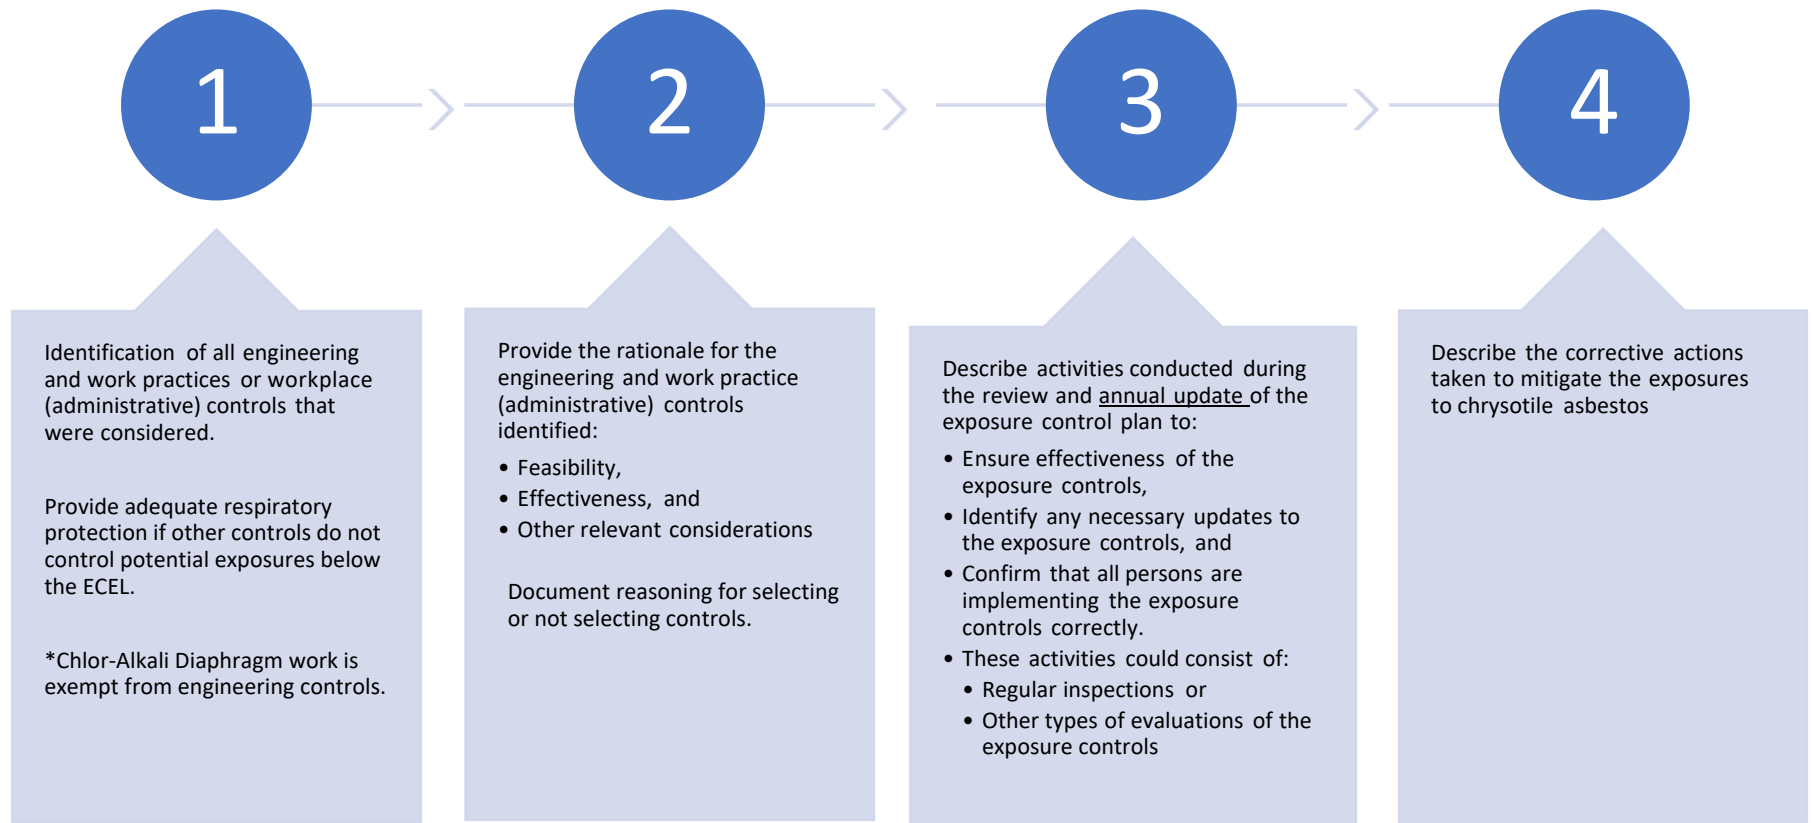 1
2
3
4
Identification of all engineering
and work practices or workplace
(administrative) controls that
were considered.
Provide adequate respiratory
protection if other controls do not
control potential exposures below
the ECEL.
*Chlor-Alkali Diaphragm work is
exempt from engineering controls.
Provide the rationale for the
engineering and work practice
(administrative) controls
identified:
• Feasibility,
• Effectiveness, and
• Other relevant considerations
Document reasoning for selecting
or not selecting controls.
Describe activities conducted during
the review and annual update of the
exposure control plan to:
• Ensure effectiveness of the
exposure controls,
• Identify any necessary updates to
the exposure controls, and
• Confirm that all persons are
implementing the exposure
controls correctly.
• These activities could consist of:
• Regular inspections or
• Other types of evaluations of the
exposure controls
Describe the corrective actions
taken to mitigate the exposures
to chrysotile asbestos